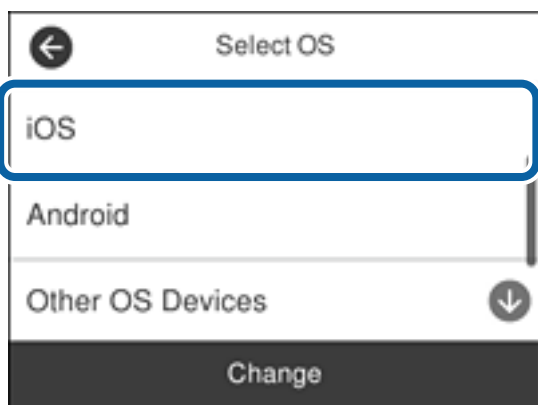 Select OS
iOS
Android
Other OS Devices
Change